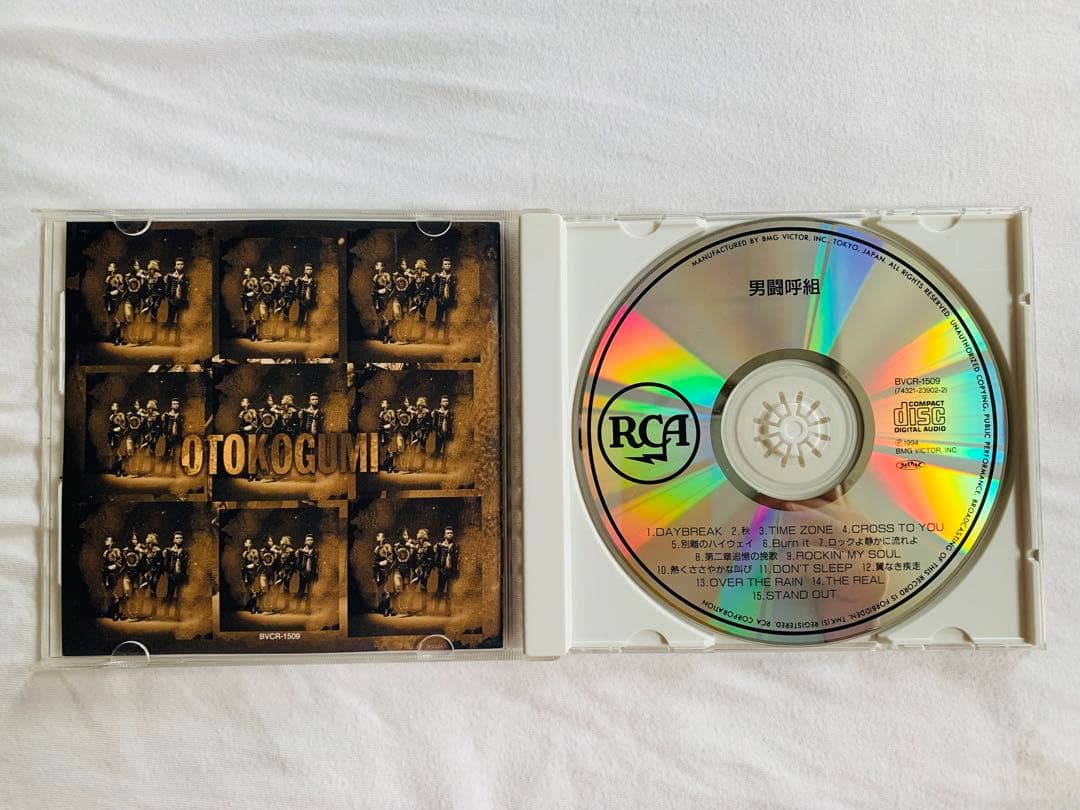 OTOKOGUMI
BVCR-1509
MANUFACTURED BY BMG VICTOR, INC. TOKYO, JAPAN. ALL RIGHTS RESERVED. UNAUTHORIZED COPYING, PUBLIC PERFORMANCE, BROADCASTING OF THIS RECORD IS FORBIDDEN. TMK(S) REGISTERED. RCA CORPORATION
男闘呼組
RCA
BVCR-1509
(74321-23902-2)
COMPACT
disc
DIGITAL AUDIO
℗1994
BMG VICTOR, INC.
1.DAYBREAK 2.秋 3.TIME ZONE 4.CROSS TO YOU
5.別離のハイウェイ 6.Burn it 7.ロックよ静かに流れよ
8.第二章追憶の挽歌 9.ROCKIN' MY SOUL
10.熱くささやかな叫び 11.DON'T SLEEP 12.翼なき疾走
13.OVER THE RAIN 14.THE REAL
15.STAND OUT